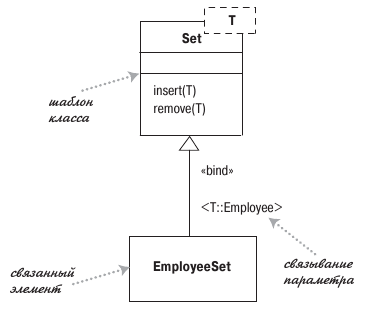 T
Set
insert(T)
remove(T)
шаблон
класса
«bind»
<T::Employee>
EmployeeSet
связанный
элемент
связывание
параметра